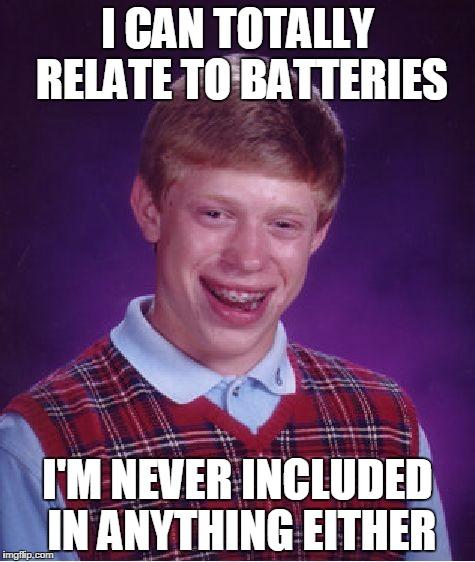 I CAN TOTALLY
RELATE TO BATTERIES
I'M NEVER INCLUDED
IN ANYTHING EITHER
imgflip.com